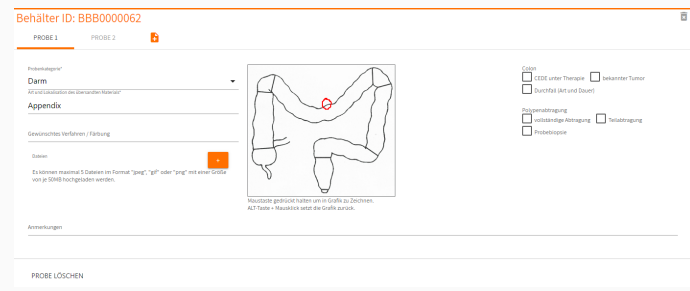 Behälter ID: BBB0000062
PROBE 1 PROBE 2
Probenkategorie*
Darm
Art und Lokalisation des übersandten Materials*
Appendix
Gewünschtes Verfahren / Färbung
Dateien
+
Es können maximal 5 Dateien im Format "jpeg", "gif" oder "png" mit einer Größe
von je 50MB hochgeladen werden.
Maustaste gedrückt halten um in Grafik zu Zeichnen.
ALT-Taste + Mausklick setzt die Grafik zurück.
Colon
CEDE unter Therapie bekannter Tumor
Durchfall (Art und Dauer)
Polypenabtragung
vollständige Abtragung Teilabtragung
Probebiopsie
Anmerkungen
PROBE LÖSCHEN